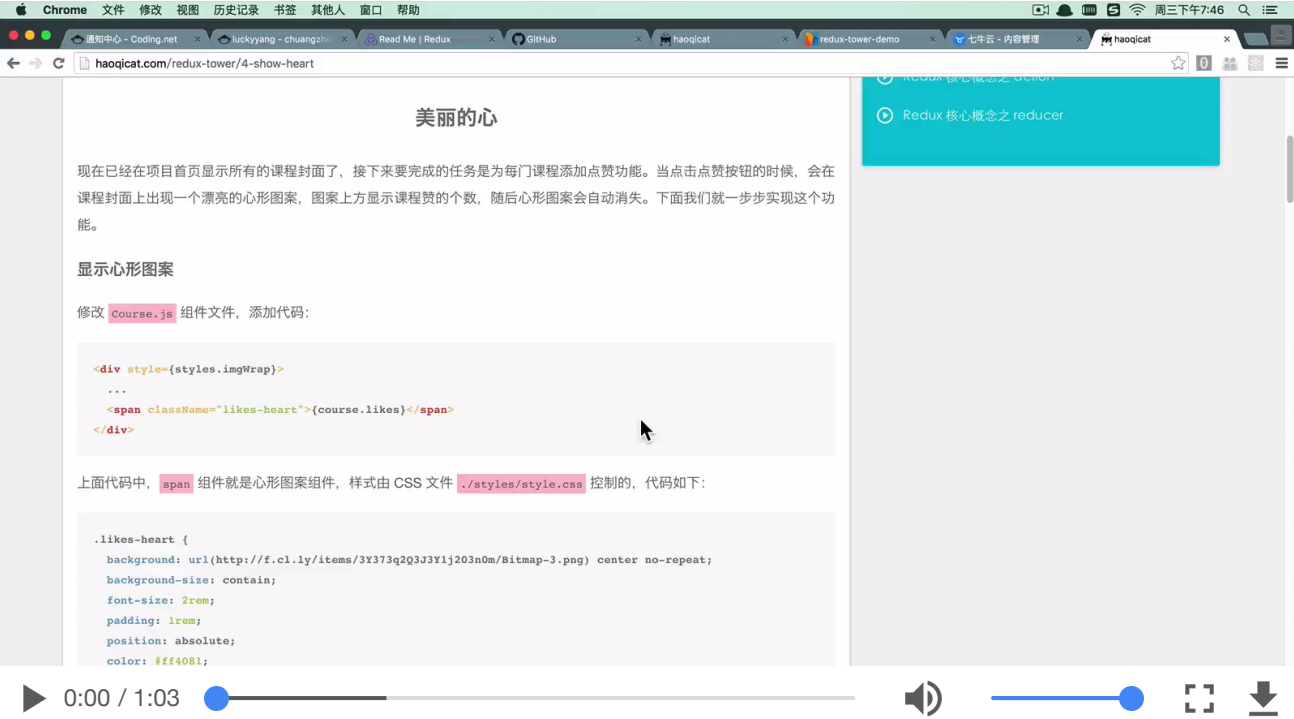 Chrome 文件 修改 视图 历史记录 书签 其他人 窗口 帮助 周三下午7:46
通知中心 - Coding.net luckyyang - chuangzhi Read Me | Redux GitHub haoqicat redux-tower-demo 七牛云 - 内容管理 haoqicat
haoqicat.com/redux-tower/4-show-heart
Redux 核心概念之 action
Redux 核心概念之 reducer
美丽的心
现在已经在项目首页显示所有的课程封面了，接下来要完成的任务是为每门课程添加点赞功能。当点击点赞按钮的时候，会在
课程封面上出现一个漂亮的心形图案，图案上方显示课程赞的个数，随后心形图案会自动消失。下面我们就一步步实现这个功
能。
显示心形图案
修改 Course.js 组件文件，添加代码：
<div style={styles.imgWrap}>
...
<span className="likes-heart">{course.likes}</span>
</div>
上面代码中， span 组件就是心形图案组件，样式由 CSS 文件 ./styles/style.css 控制的，代码如下：
.likes-heart {
background: url(http://f.cl.ly/items/3Y373q2Q3J3Y1j203n0m/Bitmap-3.png) center no-repeat;
background-size: contain;
font-size: 2rem;
padding: 1rem;
position: absolute;
color: #ff4081;
0:00 / 1:03